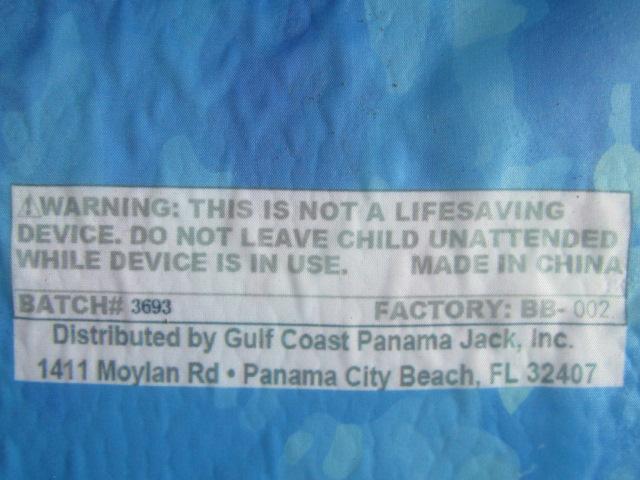 ⚠WARNING: THIS IS NOT A LIFESAVING
DEVICE. DO NOT LEAVE CHILD UNATTENDED
WHILE DEVICE IS IN USE. MADE IN CHINA
BATCH# 3693 FACTORY: BB- 002
Distributed by Gulf Coast Panama Jack, Inc.
1411 Moylan Rd • Panama City Beach, FL 32407